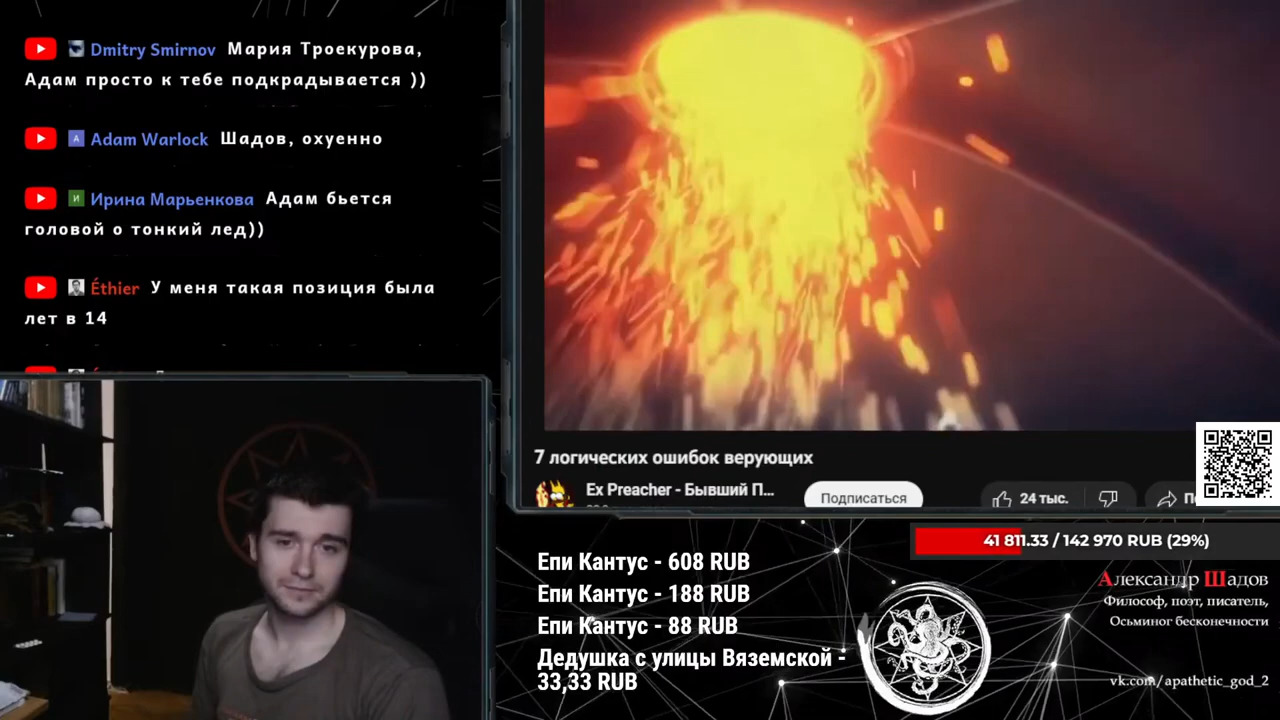 Dmitry Smirnov Мария Троекурова,
Адам просто к тебе подкрадывается ))
Adam Warlock Шадов, охуенно
Ирина Марьенкова Адам бьется
головой о тонкий лед))
Éthier У меня такая позиция была
лет в 14
7 логических ошибок верующих
Ex Preacher - Бывший П...
Подписаться
24 тыс.
41 811.33 / 142 970 RUB (29%)
Епи Кантус - 608 RUB
Епи Кантус - 188 RUB
Епи Кантус - 88 RUB
Дедушка с улицы Вяземской -
33,33 RUB
Александр Шадов
Философ, поэт, писатель,
Осьминог бесконечности
vk.com/apathetic_god_2